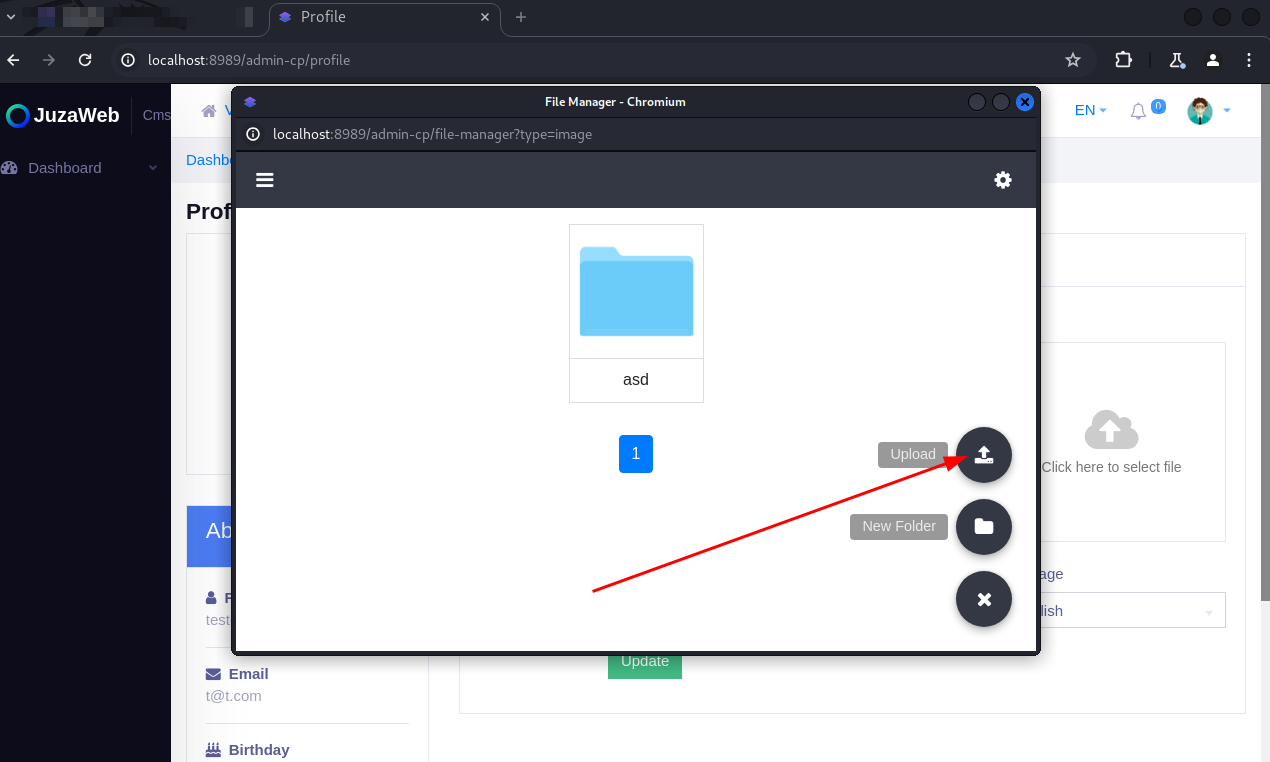 Profile
localhost:8989/admin-cp/profile
JuzaWeb
Cms
EN
0
Dashboard
Dashb
Prof
File Manager - Chromium
localhost:8989/admin-cp/file-manager?type=image
asd
1
Upload
New Folder
Click here to select file
Ab
test
Email
t@t.com
Birthday
age
lish
Update